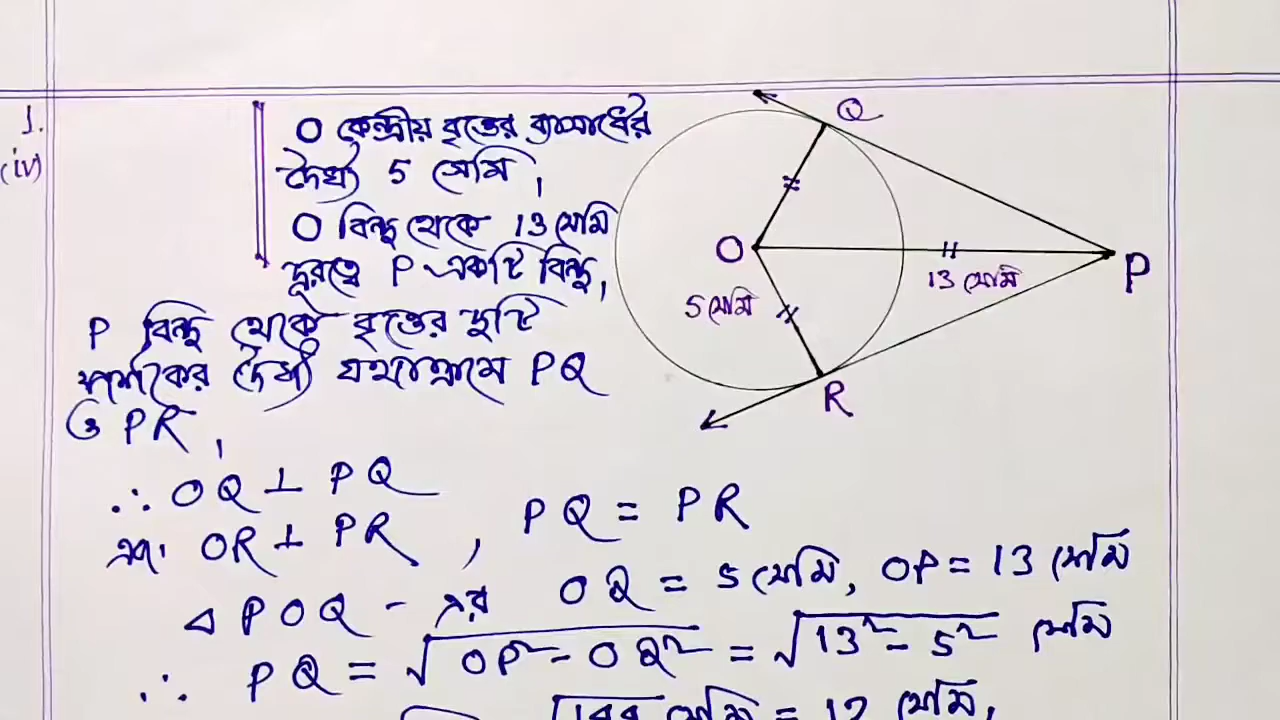 1.
(iv)
O কেন্দ্রীয় বৃত্তের ব্যাসার্ধের
দৈর্ঘ্য 5 সেমি,
O বিন্দু থেকে 13 সেমি
দূরত্বে P একটি বিন্দু,
P বিন্দু থেকে বৃত্তের দুটি
স্পর্শকের দৈর্ঘ্য যথাক্রমে PQ
ও PR,
∴ OQ ⊥ PQ
এবং OR ⊥ PR, PQ = PR
△ POQ - এর OQ = 5 সেমি, OP = 13 সেমি
∴ PQ = √OP² - OQ² = √13² - 5² সেমি
√144 সেমি = 12 সেমি,
Q
O
P
13 সেমি
5 সেমি
R